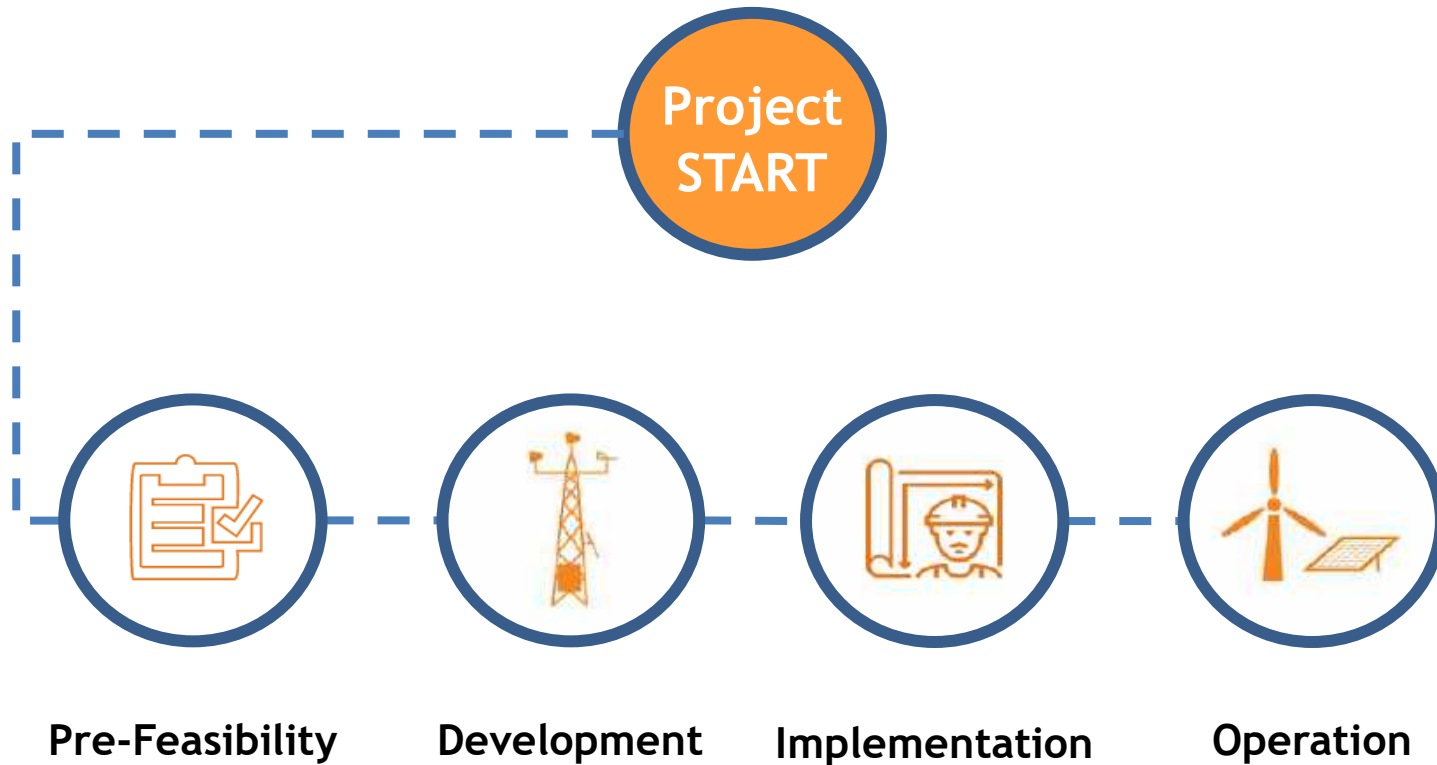 Project
START
Pre-Feasibility
Development
Implementation
Operation